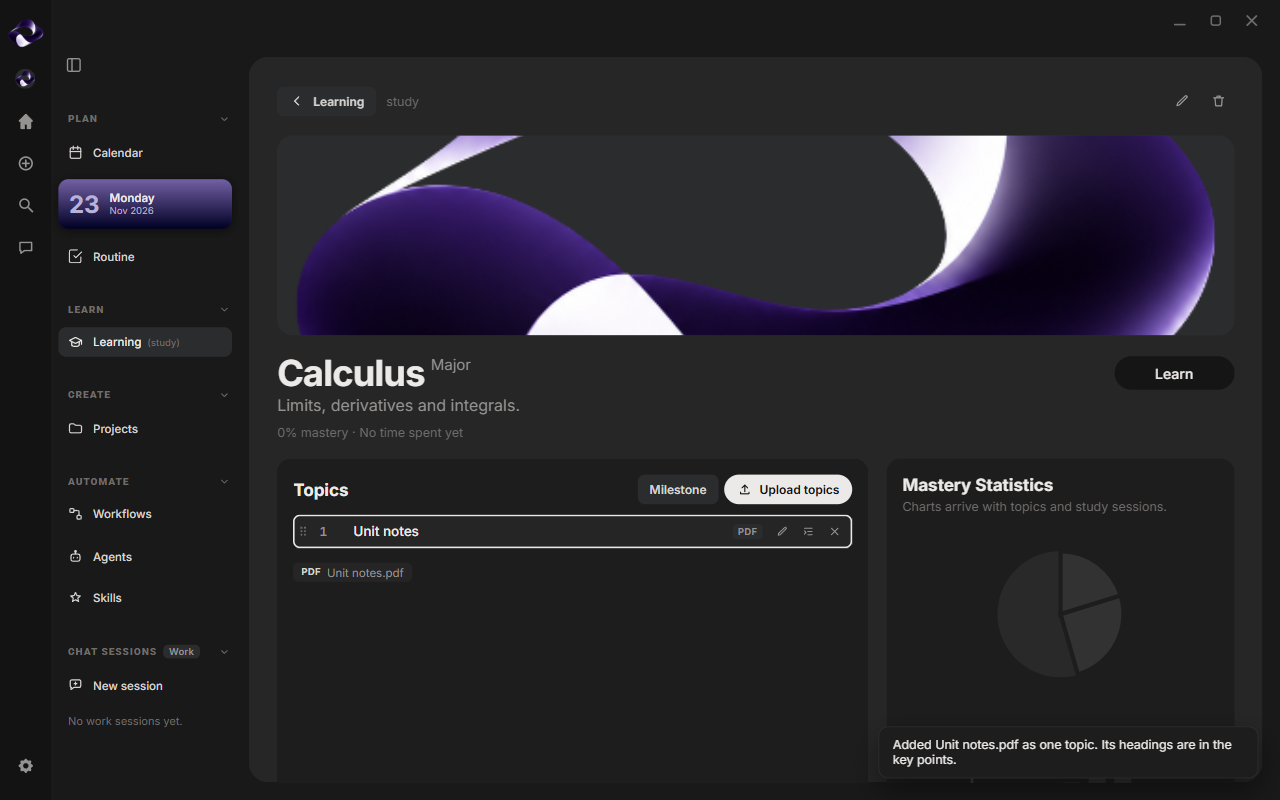 PLAN
Calendar
23 Monday
Nov 2026
Routine
LEARN
Learning (study)
CREATE
Projects
AUTOMATE
Workflows
Agents
Skills
CHAT SESSIONS Work
New session
No work sessions yet.
Learning study
Calculus Major
Limits, derivatives and integrals.
0% mastery · No time spent yet
Learn
Topics
Milestone
Upload topics
1 Unit notes PDF
PDF Unit notes.pdf
Mastery Statistics
Charts arrive with topics and study sessions.
Added Unit notes.pdf as one topic. Its headings are in the
key points.